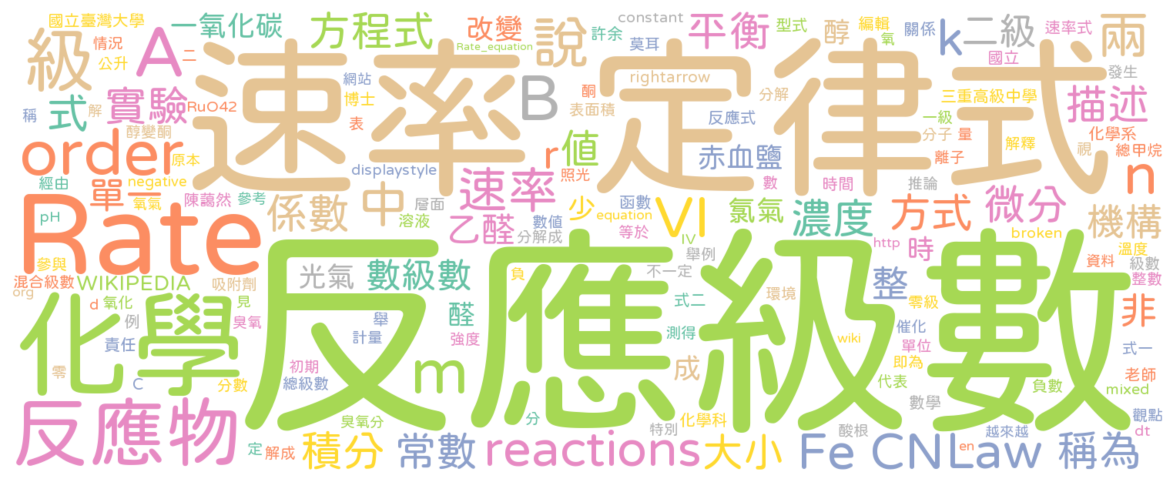 國立臺灣大學
一氧化碳
方程式
改變
說
許余
constant
莫耳
平衡
型式
醇
編輯
氧
關係
k
二級
速率式
兩
級
情況
公升
A
二
Rate_equation
網站
博士
表
速率定律式
rightarrow
酮
表面積
分解
國立
發生
三重高級中學
描述
稱
式
解
實驗
RuO42
B
反應式
一級
分子
量
解釋
視
化學系
醇變酮
order
原本
經由
氧氣
negative
單一
陳藹然
參考
係數
中
displaystyle
層面
溶液
速率
r
值
照光
赤血鹽
離子
總甲烷
n
數
時間
推論
微分
機構
Rate
pH
參與
混合級數
org
WIKIPEDIA
d
氧化
吸附劑
見
光氣
數級數
乙醛
分解成
少
數值
函數
equation
等於
VI
IV
氯氣
濃度
方式
http
時
broken
溫度
資料
級數
整數
舉例
不一定
負
式二
環境
整
零級
非
化學
例
臭氧
責任
舉
計量
醛
強度
測得
催化
單位
wiki
即為
式一
反應級數
零
C
分數
初期
總級數
m
成
代表
負數
mixed
老師
數學
觀點
反應物
臭氧分
分
特別
化學科
酸根
越來越
dt
定
解成
積分
常數
reactions
大小
Fe
CN
Law
en
稱為